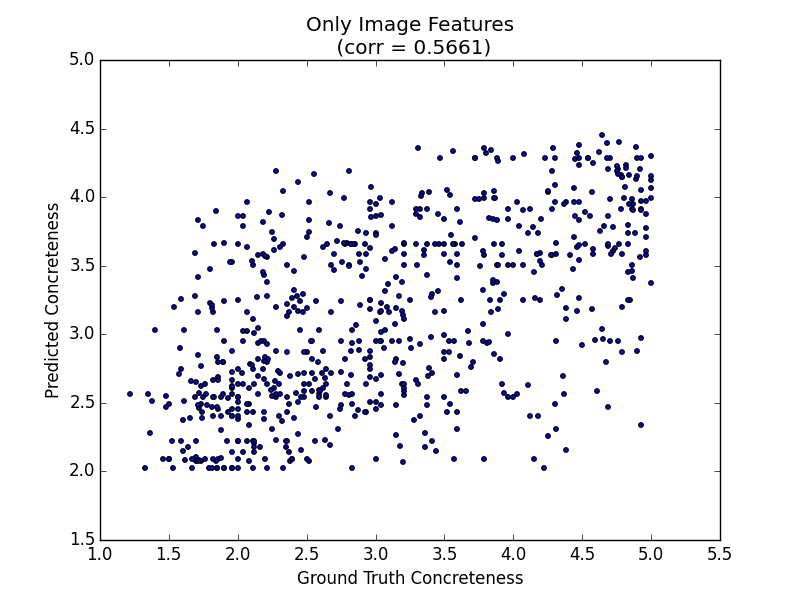 Only Image Features
(corr = 0.5661)
5.0
4.5
4.0
3.5
3.0
2.5
2.0
1.5
Predicted Concreteness
1.0 1.5 2.0 2.5 3.0 3.5 4.0 4.5 5.0 5.5
Ground Truth Concreteness